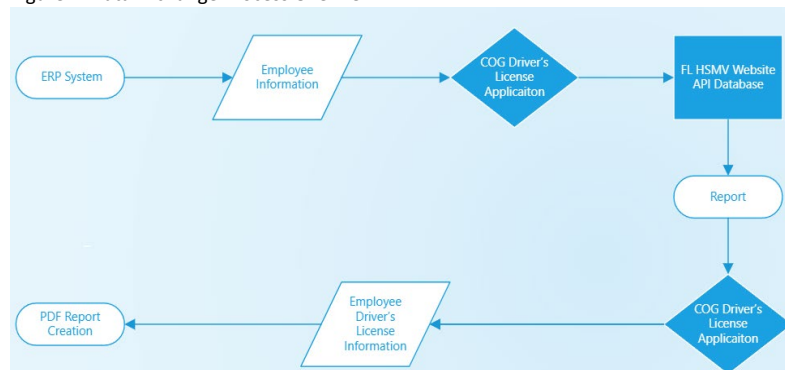 ERP System
Employee
Information
COG Driver's
License
Applicaiton
FL HSMV Website
API Database
Report
COG Driver's
License
Applicaiton
Employee
Driver's
License
Information
PDF Report
Creation